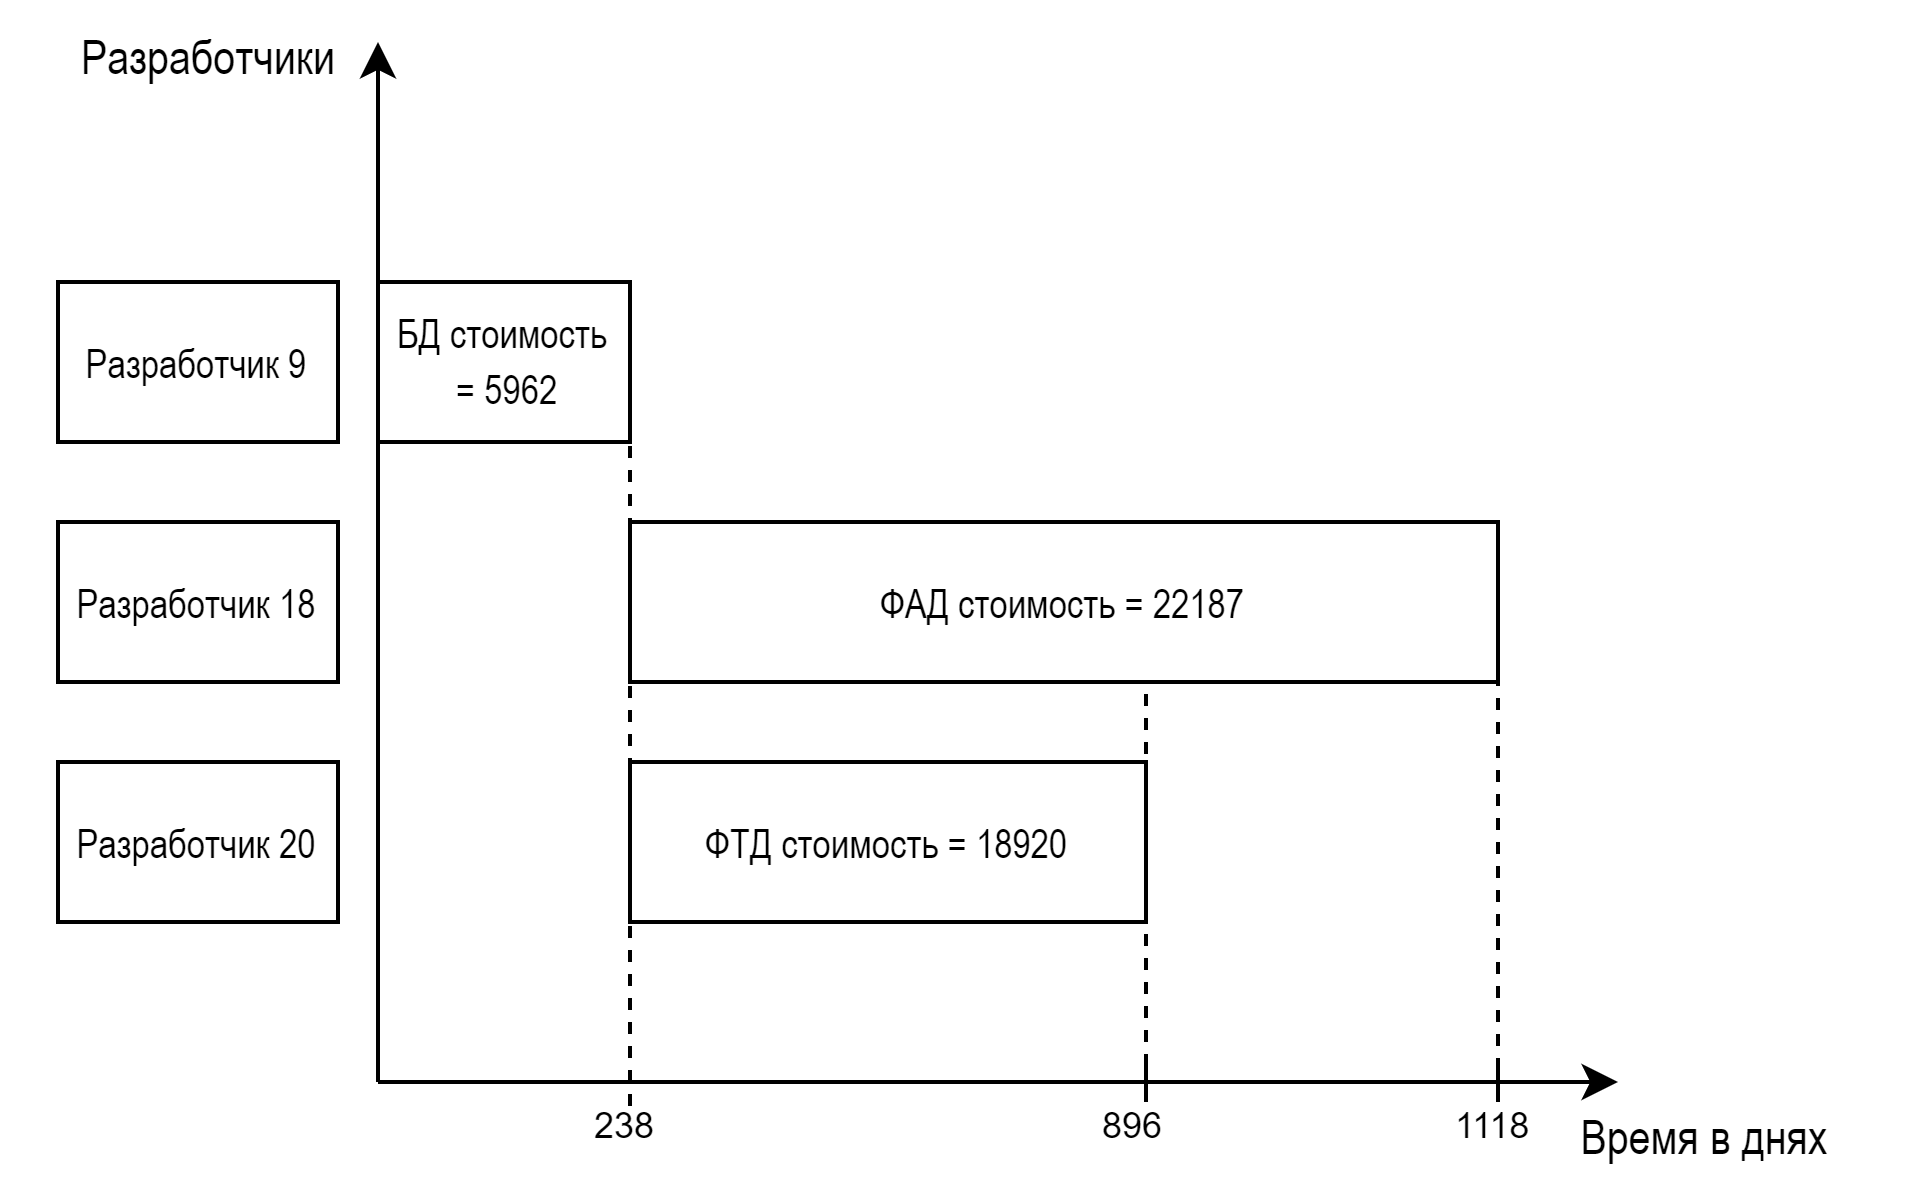 Разработчики
Разработчик 9
БД стоимость
= 5962
Разработчик 18
ФАД стоимость = 22187
Разработчик 20
ФТД стоимость = 18920
238
896
1118
Время в днях